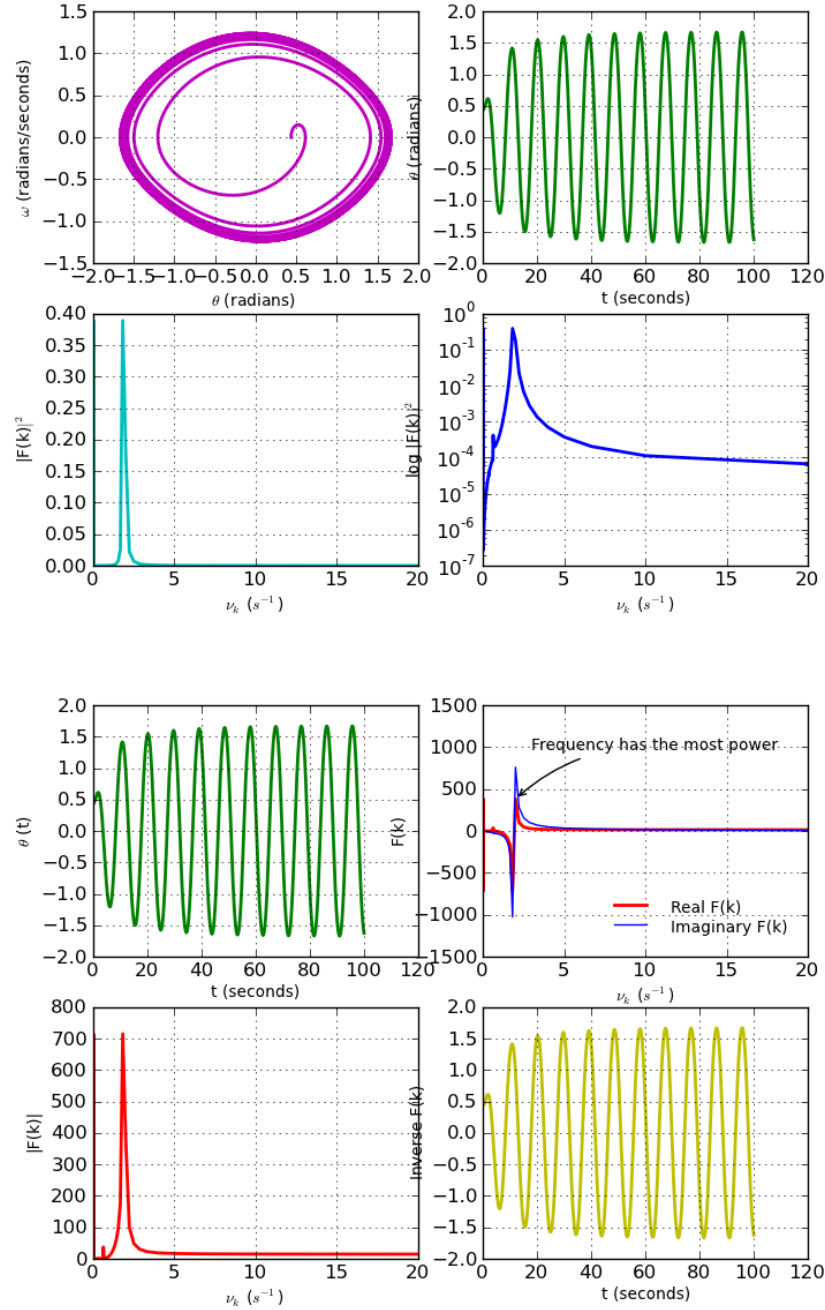 1.5
1.0
0.5
0.0
−0.5
−1.0
−1.5
ω (radians/seconds)
−2.0 −1.5 −1.0 −0.5 0.0 0.5 1.0 1.5 2.0
θ (radians)
2.0
1.5
1.0
0.5
0.0
−0.5
−1.0
−1.5
−2.0
θ (radians)
0 20 40 60 80 100 120
t (seconds)
0.40
0.35
0.30
0.25
0.20
0.15
0.10
0.05
0.00
|F(k)|²
0 5 10 15 20
νₖ (s⁻¹)
10⁰
10⁻¹
10⁻²
10⁻³
10⁻⁴
10⁻⁵
10⁻⁶
10⁻⁷
log |F(k)|²
0 5 10 15 20
νₖ (s⁻¹)
2.0
1.5
1.0
0.5
0.0
−0.5
−1.0
−1.5
−2.0
θ (t)
0 20 40 60 80 100 120
t (seconds)
1500
1000
500
0
−500
−1000
−1500
F(k)
Frequency has the most power
Real F(k)
Imaginary F(k)
0 5 10 15 20
νₖ (s⁻¹)
800
700
600
500
400
300
200
100
0
|F(k)|
0 5 10 15 20
νₖ (s⁻¹)
2.0
1.5
1.0
0.5
0.0
−0.5
−1.0
−1.5
−2.0
Inverse F(k)
0 20 40 60 80 100 120
t (seconds)